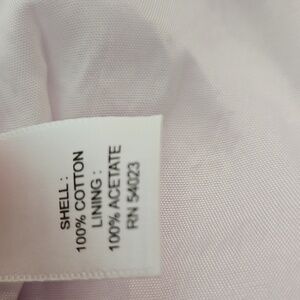 SHELL :
100% COTTON
LINING :
100% ACETATE
RN 54023